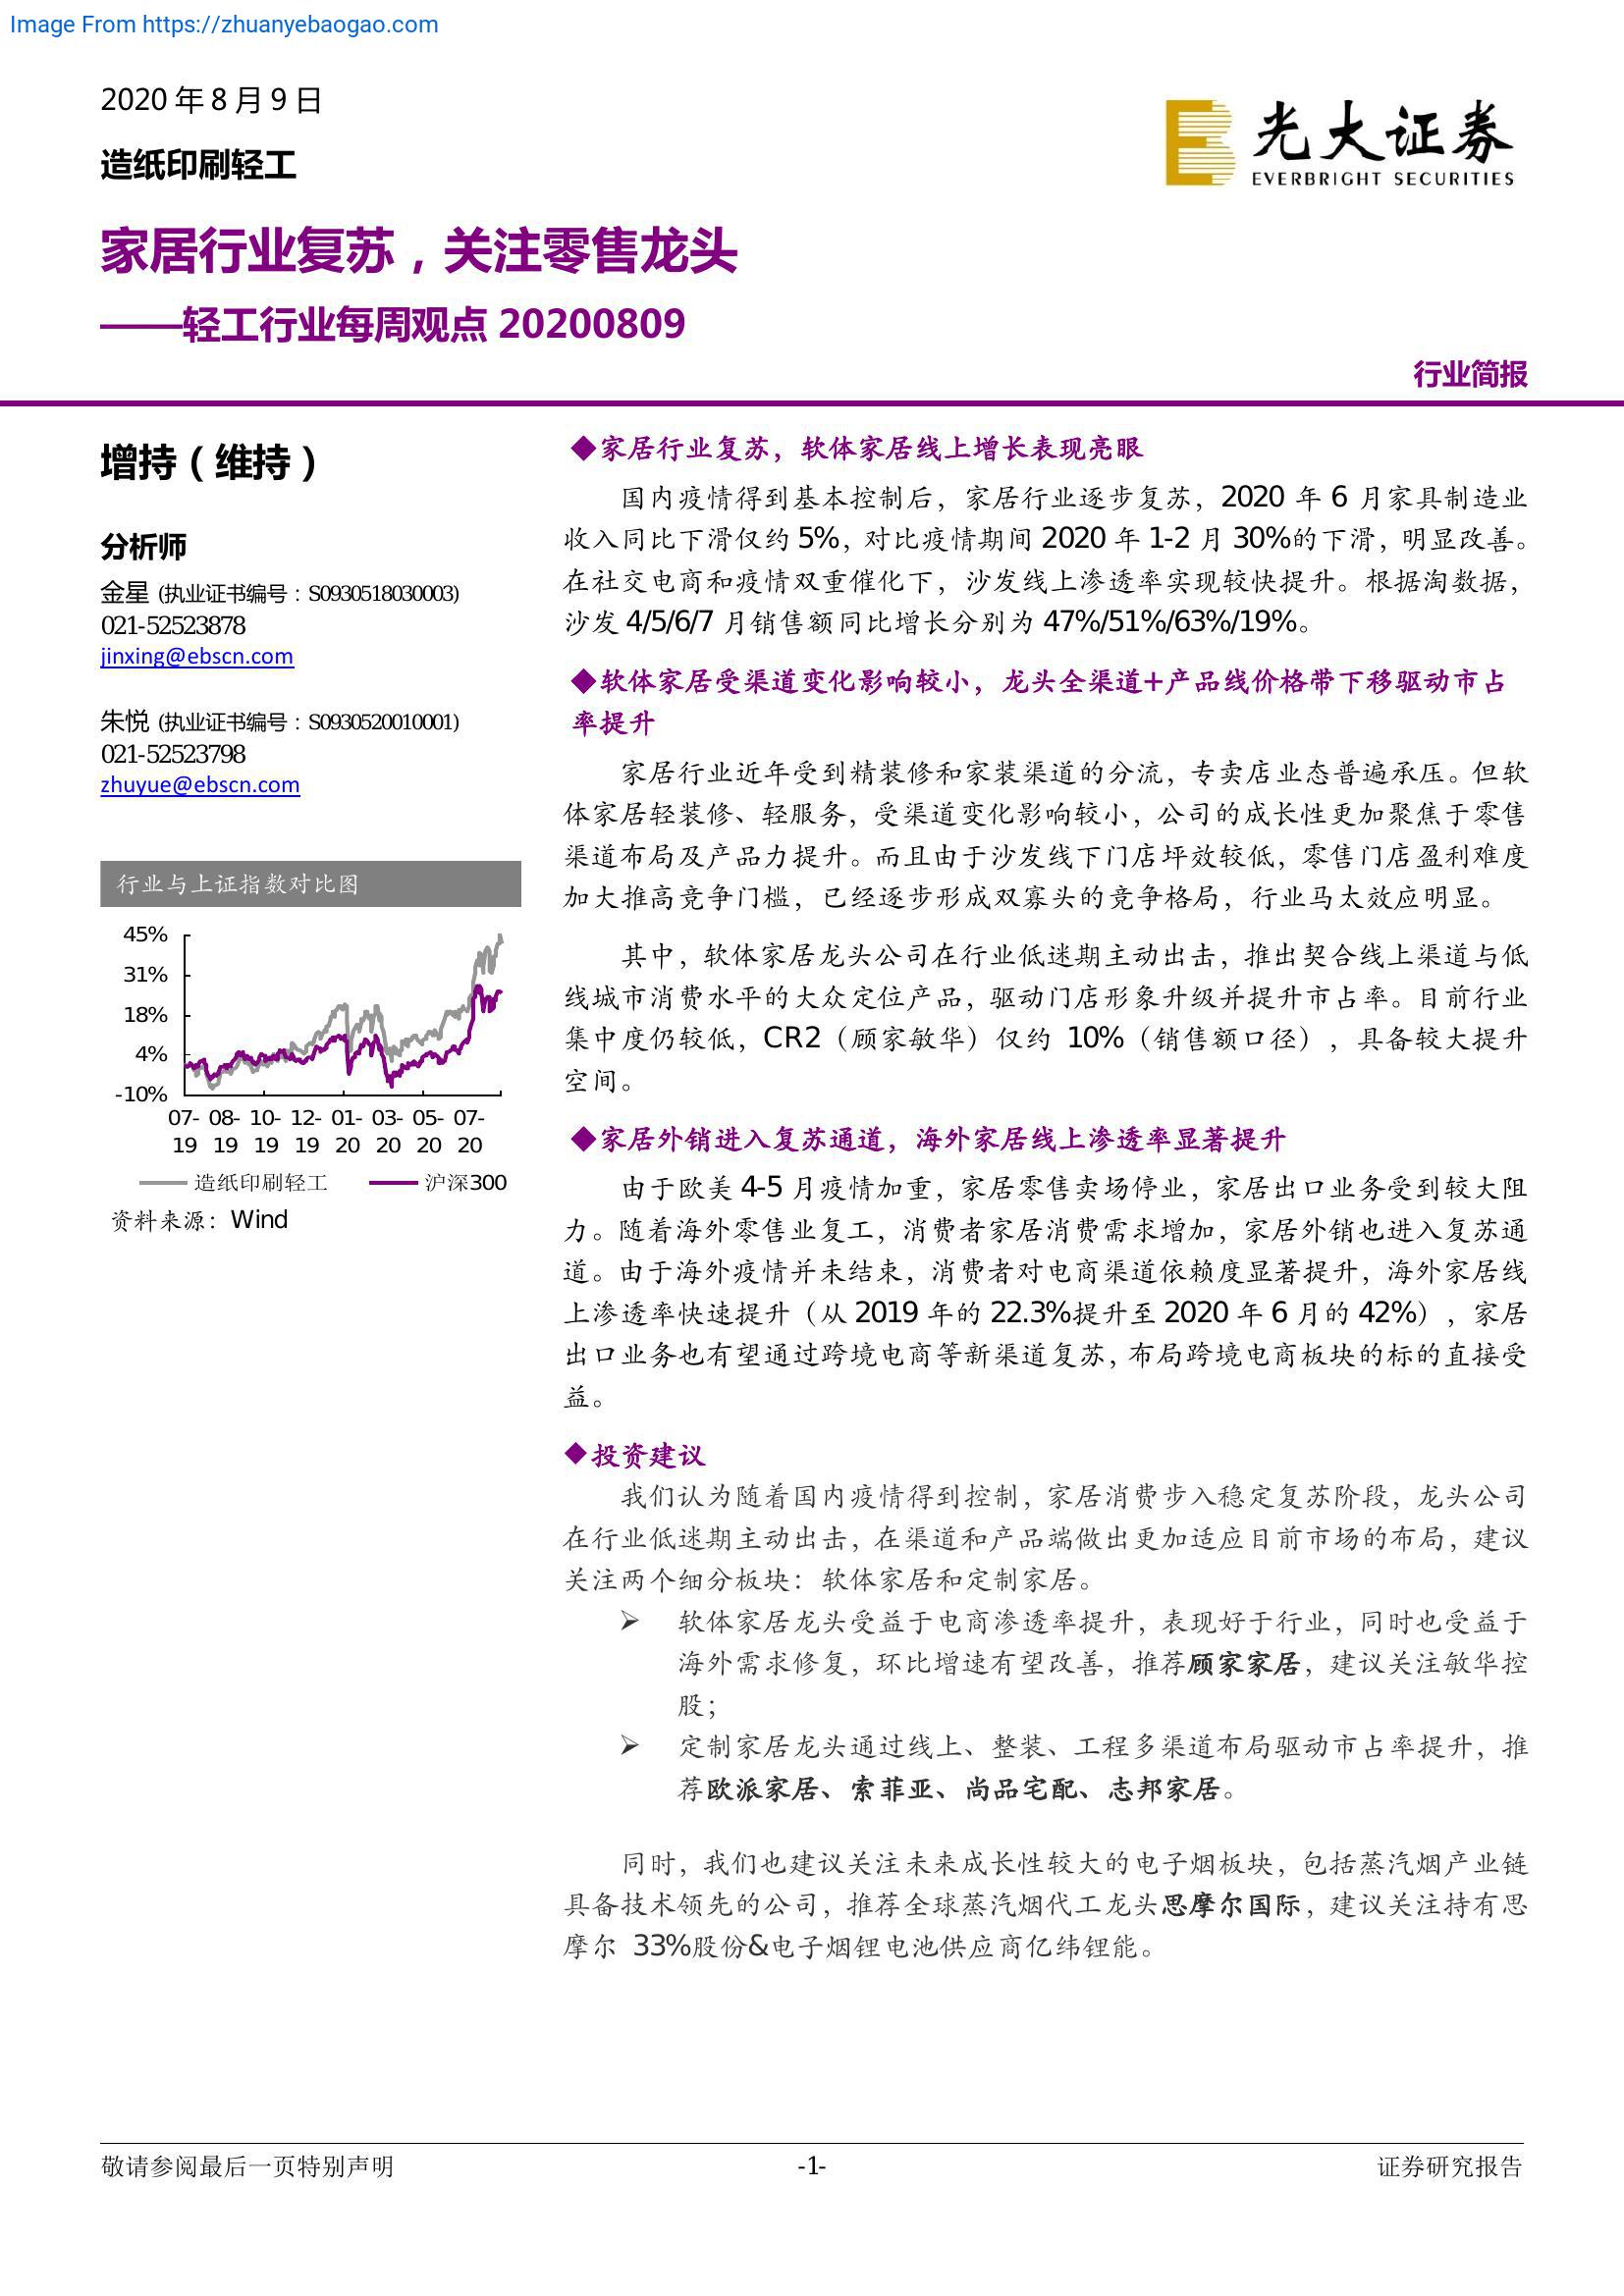 Image From https://zhuanyebaogao.com
2020 年 8 月 9 日
造纸印刷轻工
光大证券
EVERBRIGHT SECURITIES
家居行业复苏，关注零售龙头
——轻工行业每周观点 20200809
行业简报
增持（维持）
分析师
金星 (执业证书编号：S0930518030003)
021-52523878
jinxing@ebscn.com
朱悦 (执业证书编号：S0930520010001)
021-52523798
zhuyue@ebscn.com
行业与上证指数对比图
45%
31%
18%
4%
-10%
07- 08- 10- 12- 01- 03- 05- 07-
19 19 19 19 20 20 20 20
造纸印刷轻工 沪深300
资料来源：Wind
◆家居行业复苏，软体家居线上增长表现亮眼
国内疫情得到基本控制后，家居行业逐步复苏，2020 年 6 月家具制造业
收入同比下滑仅约 5%，对比疫情期间 2020 年 1-2 月 30%的下滑，明显改善。
在社交电商和疫情双重催化下，沙发线上渗透率实现较快提升。根据淘数据，
沙发 4/5/6/7 月销售额同比增长分别为 47%/51%/63%/19%。
◆软体家居受渠道变化影响较小，龙头全渠道+产品线价格带下移驱动市占
率提升
家居行业近年受到精装修和家装渠道的分流，专卖店业态普遍承压。但软
体家居轻装修、轻服务，受渠道变化影响较小，公司的成长性更加聚焦于零售
渠道布局及产品力提升。而且由于沙发线下门店坪效较低，零售门店盈利难度
加大推高竞争门槛，已经逐步形成双寡头的竞争格局，行业马太效应明显。
其中，软体家居龙头公司在行业低迷期主动出击，推出契合线上渠道与低
线城市消费水平的大众定位产品，驱动门店形象升级并提升市占率。目前行业
集中度仍较低，CR2（顾家敏华）仅约 10%（销售额口径），具备较大提升
空间。
◆家居外销进入复苏通道，海外家居线上渗透率显著提升
由于欧美 4-5 月疫情加重，家居零售卖场停业，家居出口业务受到较大阻
力。随着海外零售业复工，消费者家居消费需求增加，家居外销也进入复苏通
道。由于海外疫情并未结束，消费者对电商渠道依赖度显著提升，海外家居线
上渗透率快速提升（从 2019 年的 22.3%提升至 2020 年 6 月的 42%），家居
出口业务也有望通过跨境电商等新渠道复苏，布局跨境电商板块的标的直接受
益。
◆投资建议
我们认为随着国内疫情得到控制，家居消费步入稳定复苏阶段，龙头公司
在行业低迷期主动出击，在渠道和产品端做出更加适应目前市场的布局，建议
关注两个细分板块：软体家居和定制家居。
➢ 软体家居龙头受益于电商渗透率提升，表现好于行业，同时也受益于
海外需求修复，环比增速有望改善，推荐顾家家居，建议关注敏华控
股；
➢ 定制家居龙头通过线上、整装、工程多渠道布局驱动市占率提升，推
荐欧派家居、索菲亚、尚品宅配、志邦家居。
同时，我们也建议关注未来成长性较大的电子烟板块，包括蒸汽烟产业链
具备技术领先的公司，推荐全球蒸汽烟代工龙头思摩尔国际，建议关注持有思
摩尔 33%股份&电子烟锂电池供应商亿纬锂能。
敬请参阅最后一页特别声明
-1-
证券研究报告